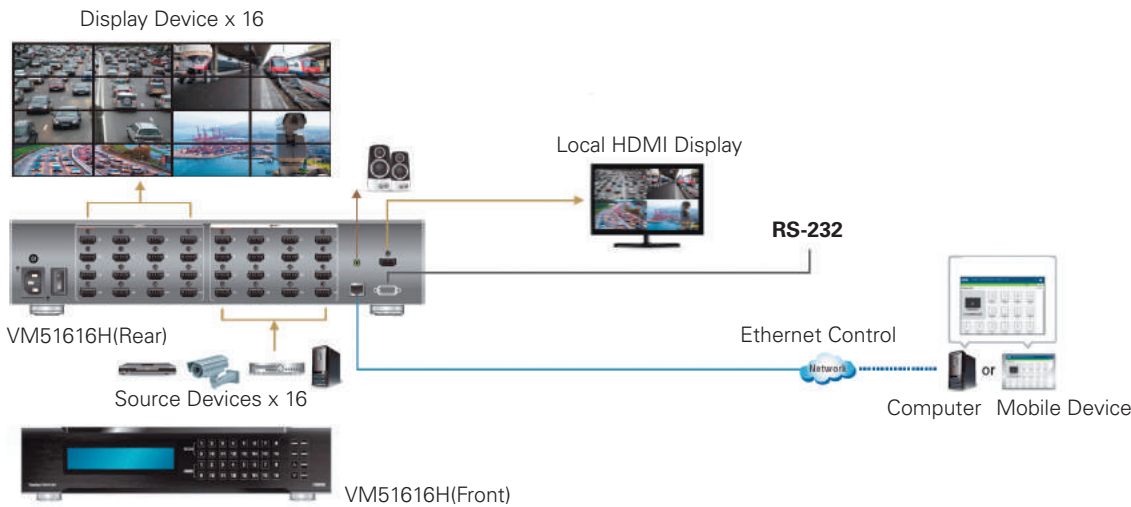 Display Device x 16
Local HDMI Display
RS-232
VM51616H(Rear)
Ethernet Control
Network
or
Source Devices x 16
Computer Mobile Device
VM51616H(Front)